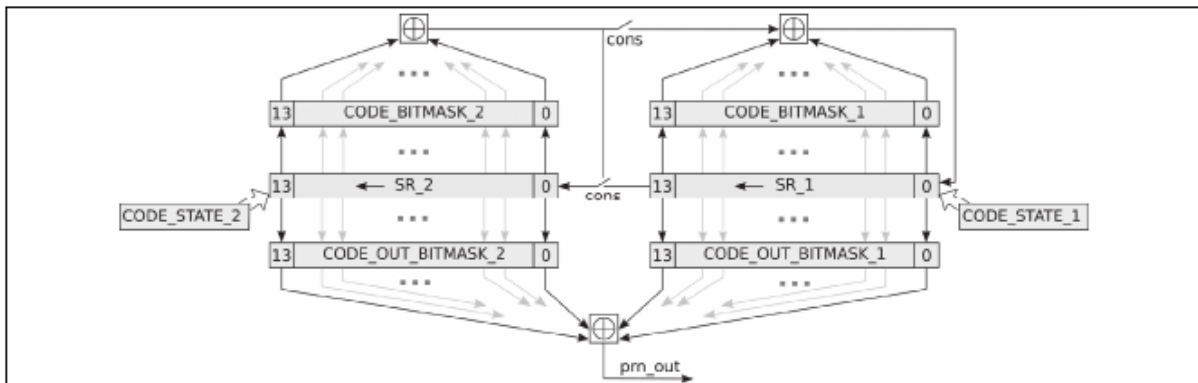 cons
13 CODE_BITMASK_2 0
13 CODE_BITMASK_1 0
13 SR_2 0
cons
13 SR_1 0
CODE_STATE_2
CODE_STATE_1
13 CODE_OUT_BITMASK_2 0
13 CODE_OUT_BITMASK_1 0
prn_out